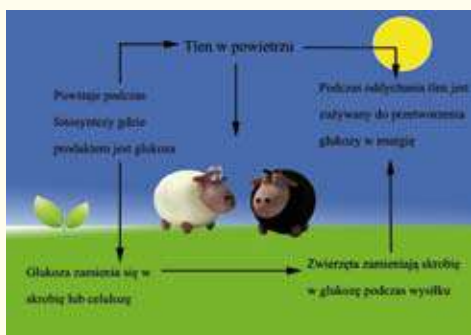 Tlen w powietrzu
Powstaje podczas
fotosyntezy gdzie
produktem jest glukoza
Podczas oddychania tlen jest
zużywany do przetworzenia
glukozy w energię
Glukoza zamienia się w
skrobię lub celulozę
Zwierzęta zamieniają skrobię
w glukozę podczas wysiłku